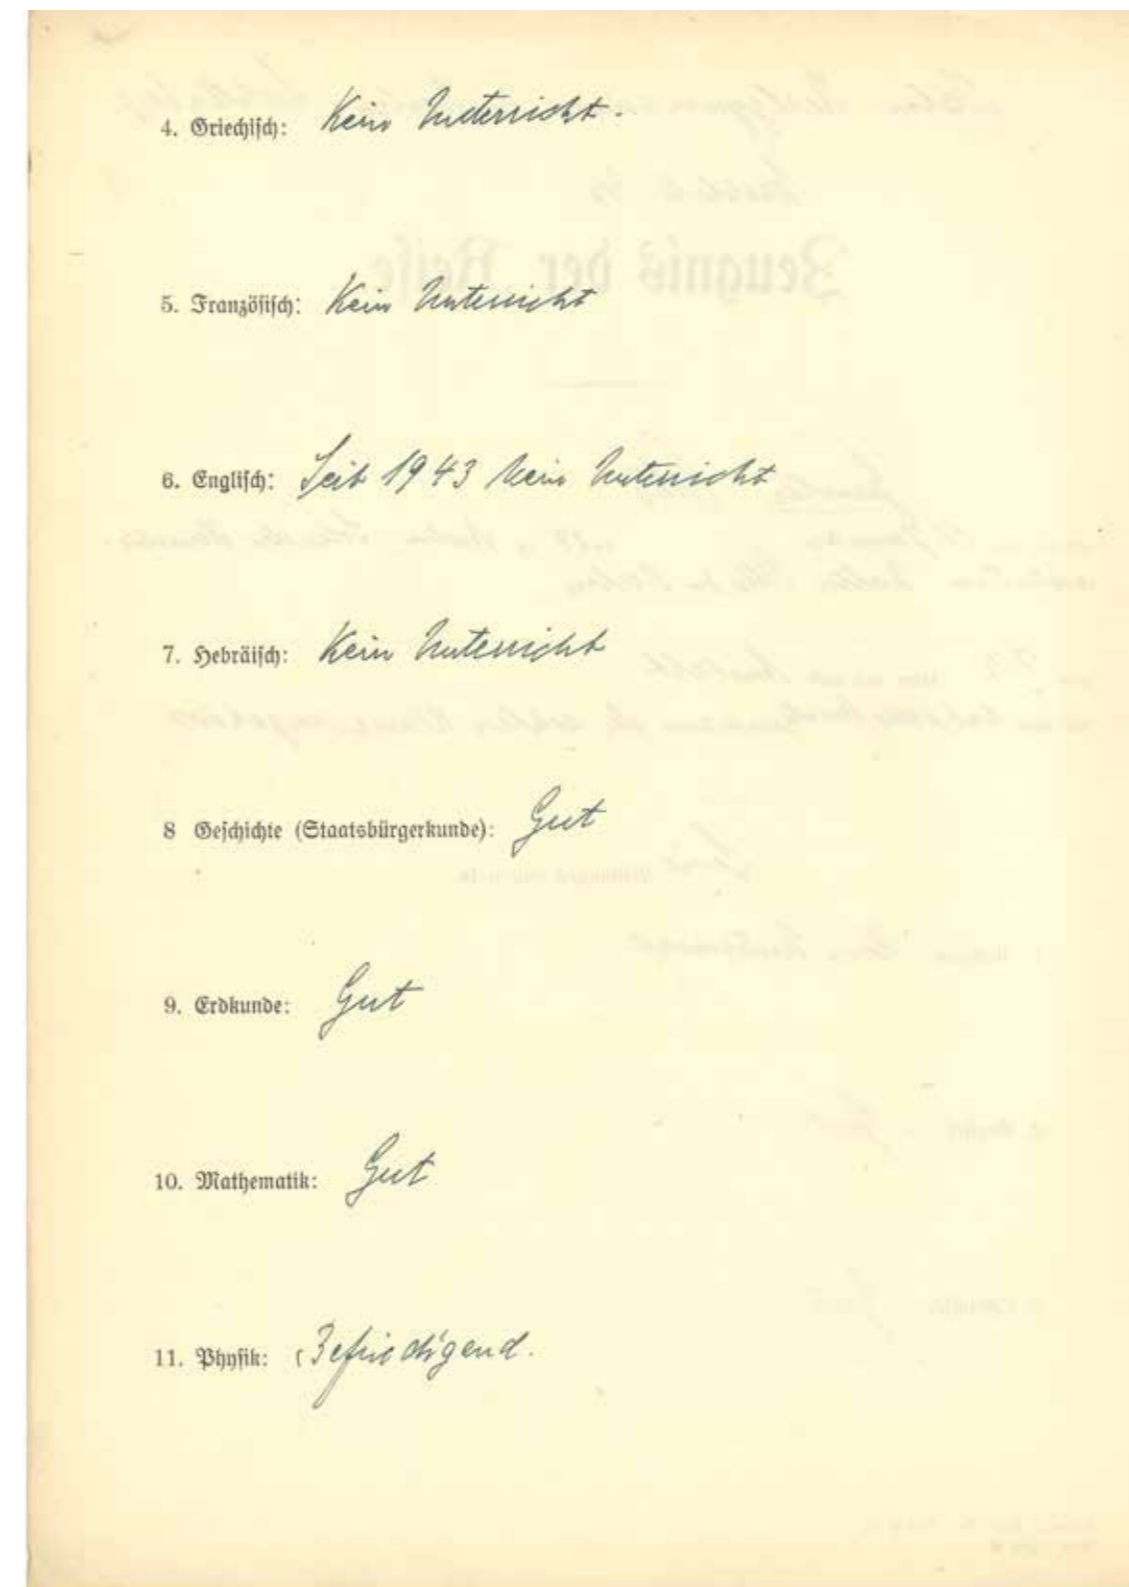 4. Griechisch: Kein Unterricht.
5. Französisch: Kein Unterricht
6. Englisch: Seit 1943 kein Unterricht
7. Hebräisch: Kein Unterricht
8 Geschichte (Staatsbürgerkunde): Gut
9. Erdkunde: Gut
10. Mathematik: Gut
11. Physik: Befriedigend.